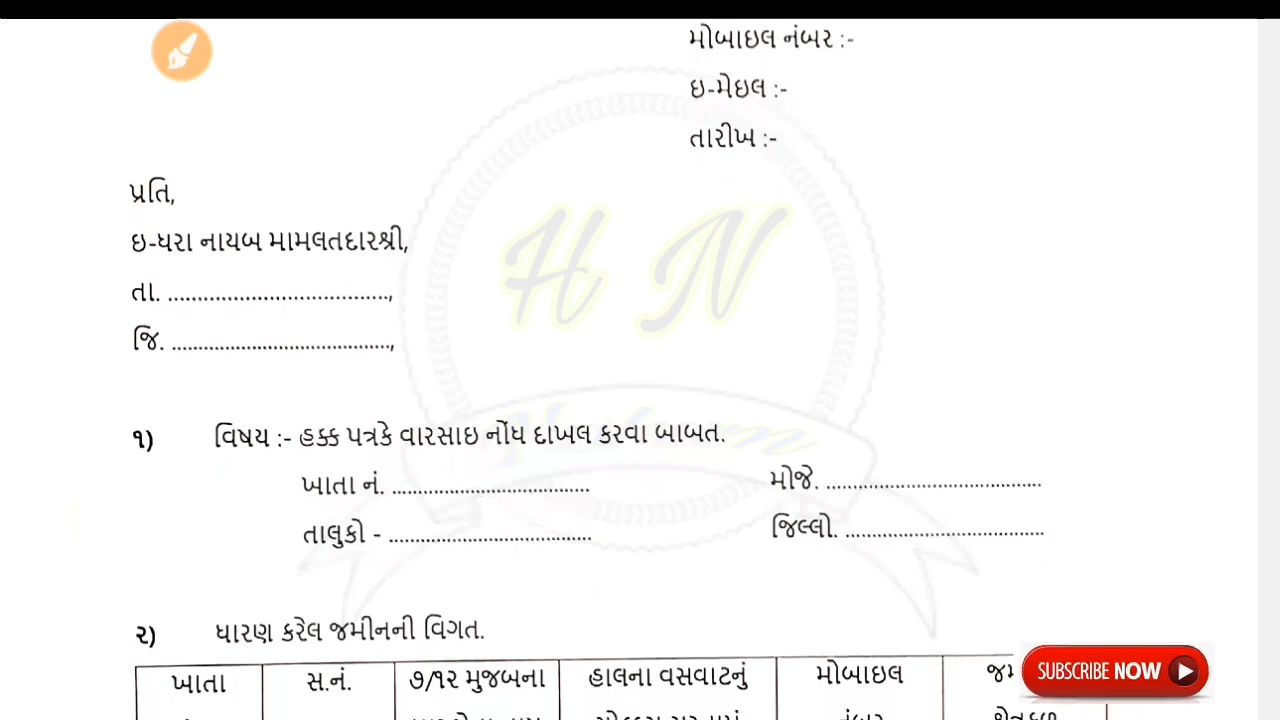 મોબાઇલ નંબર :-
ઇ-મેઇલ :-
તારીખ :-
પ્રતિ,
ઇ-ધરા નાયબ મામલતદારશ્રી,
તા. ......................................,
જિ. ......................................,
૧) વિષય :- હક્ક પત્રકે વારસાઇ નોંધ દાખલ કરવા બાબત.
ખાતા નં. .................................. મોજે. .....................................
તાલુકો - ................................... જિલ્લો. ..................................
૨) ધારણ કરેલ જમીનની વિગત.
ખાતા સ.નં. ૭/૧૨ મુજબના હાલના વસવાટનું મોબાઇલ
H N
SUBSCRIBE NOW